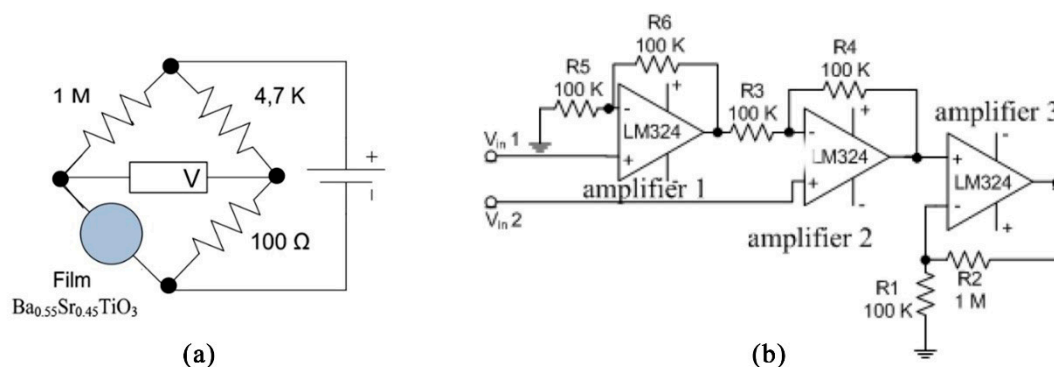 1 M
4,7 K
V
+
-
100 Ω
Film
Ba0.55Sr0.45TiO3
(a)
R6
100 K
R5
100 K
-
+
LM324
+
-
amplifier 1
Vin 1
Vin 2
R3
100 K
R4
100 K
-
+
LM324
+
-
amplifier 2
amplifier 3
+
-
LM324
-
+
R1
100 K
R2
1 M
(b)